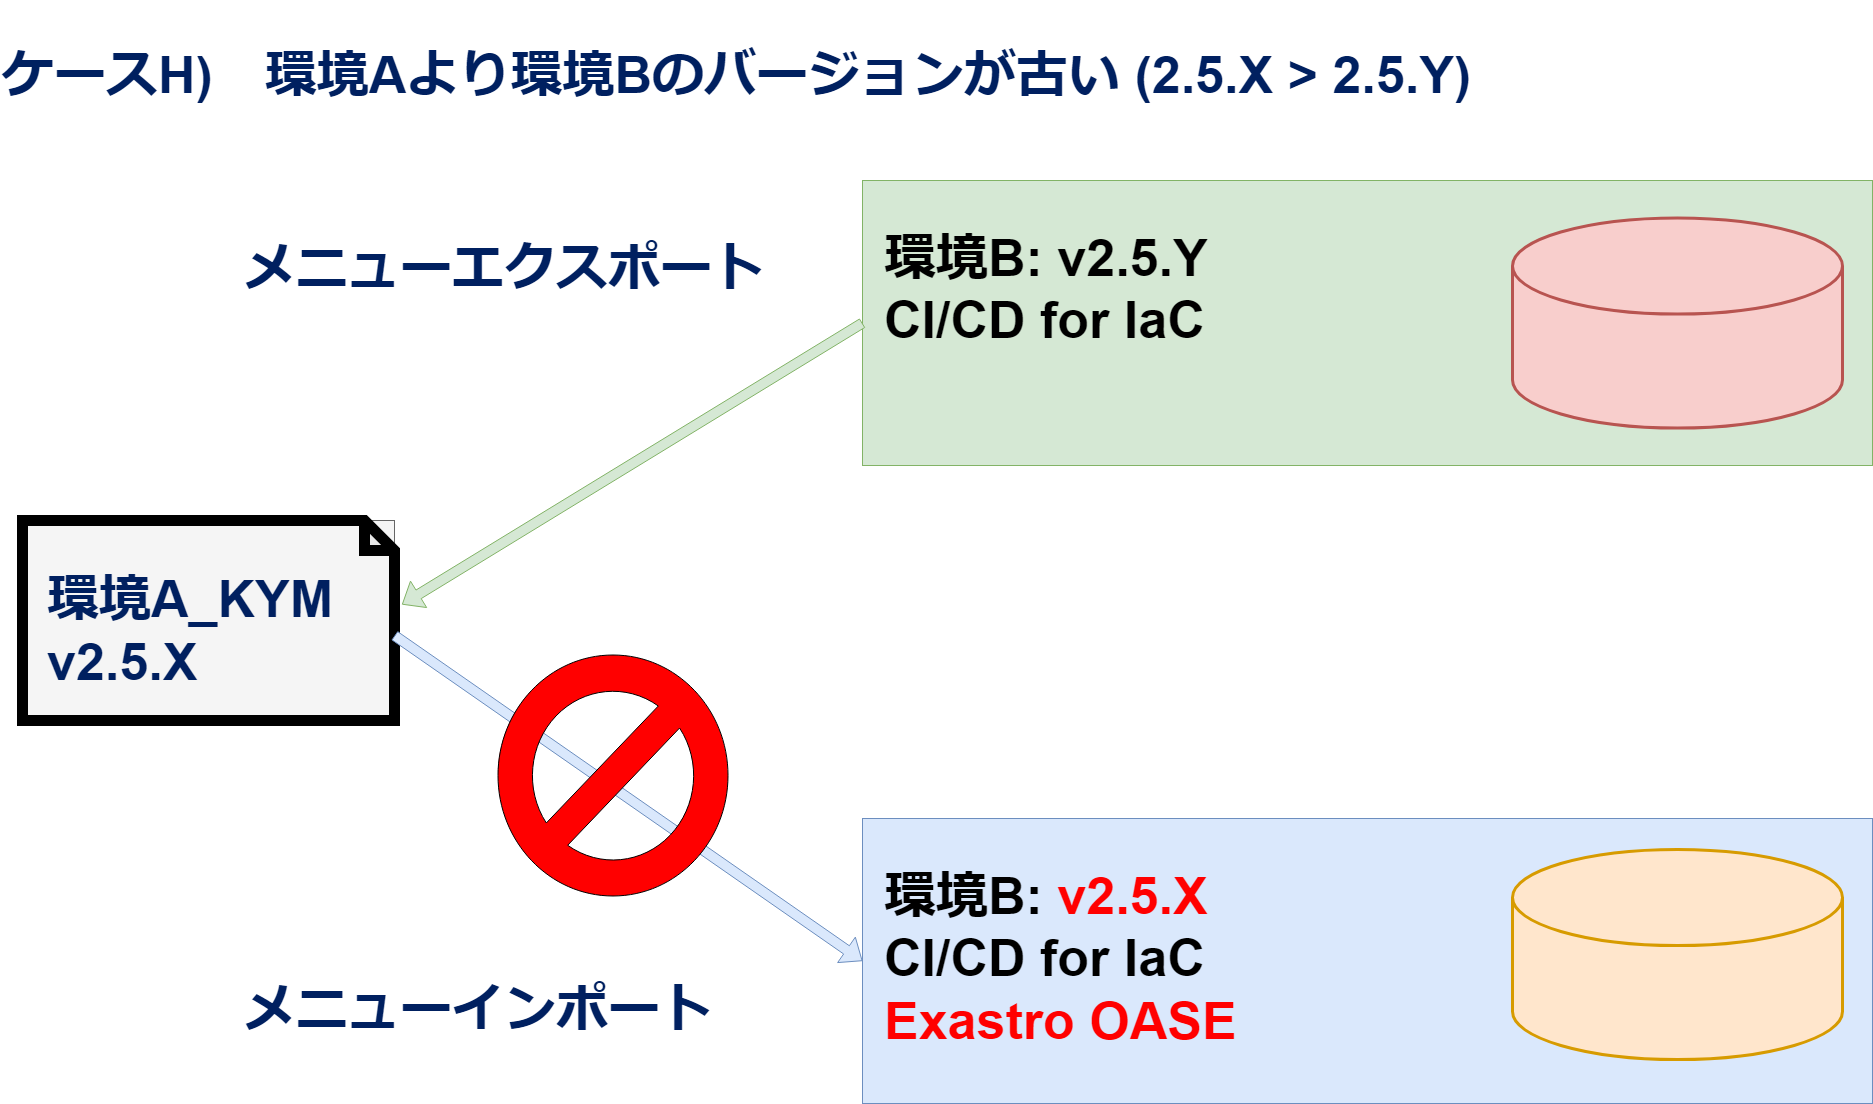 ケースH)　環境Aより環境Bのバージョンが古い (2.5.X > 2.5.Y)
メニューエクスポート
環境B: v2.5.Y
CI/CD for IaC
環境A_KYM
v2.5.X
環境B: v2.5.X
CI/CD for IaC
Exastro OASE
メニューインポート